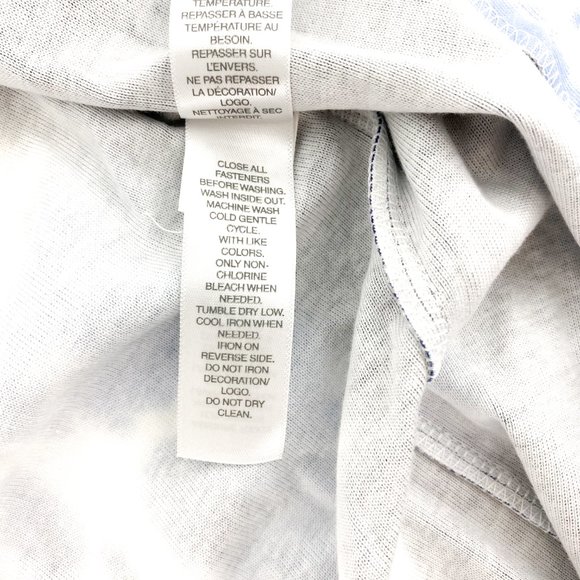 TEMPÉRATURE
REPASSER À BASSE
TEMPÉRATURE AU
BESOIN.
REPASSER SUR
L'ENVERS.
NE PAS REPASSER
LA DÉCORATION/
LOGO.
NETTOYAGE À SEC
INTERDIT.
CLOSE ALL
FASTENERS
BEFORE WASHING.
WASH INSIDE OUT.
MACHINE WASH
COLD GENTLE
CYCLE.
WITH LIKE
COLORS.
ONLY NON-
CHLORINE
BLEACH WHEN
NEEDED.
TUMBLE DRY LOW.
COOL IRON WHEN
NEEDED.
IRON ON
REVERSE SIDE.
DO NOT IRON
DECORATION/
LOGO.
DO NOT DRY
CLEAN.